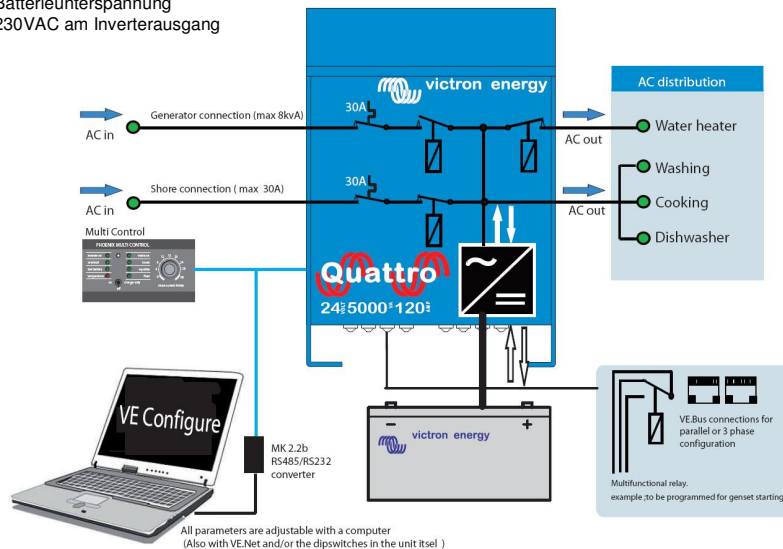 Batterieunterspannung
230VAC am Inverterausgang
victron energy
AC distribution
30A
Generator connection (max 8kvA)
AC in
AC out
Water heater
Washing
30A
Shore connection ( max 30A)
AC in
AC out
Cooking
Dishwasher
Multi Control
PHOENIX MULTI CONTROL
Quattro
24 VOLT 5000 VA 120 AMP
VE Configure
MK 2.2b
RS485/RS232
converter
- +
victron energy
VE.Bus connections for
parallel or 3 phase
configuration
Multifunctional relay.
example ;to be programmed for genset starting
All parameters are adjustable with a computer
(Also with VE.Net and/or the dipswitches in the unit itsel )